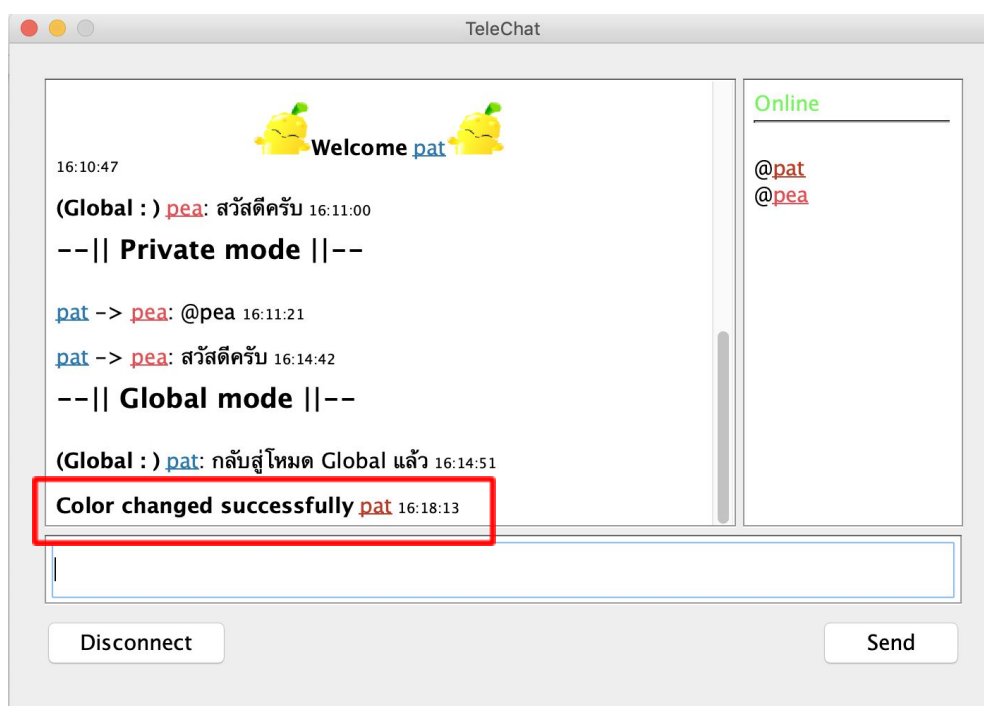 TeleChat
Welcome pat
16:10:47
(Global : ) pea: สวัสดีครับ 16:11:00
--|| Private mode ||--
pat -> pea: @pea 16:11:21
pat -> pea: สวัสดีครับ 16:14:42
--|| Global mode ||--
(Global : ) pat: กลับสู่โหมด Global แล้ว 16:14:51
Color changed successfully pat 16:18:13
Online
@pat
@pea
Disconnect
Send